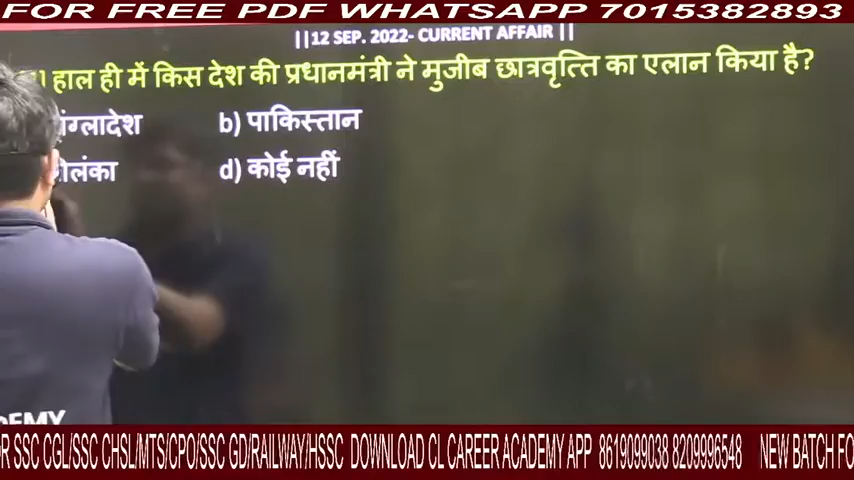 FOR FREE PDF WHATSAPP 7015382893
||12 SEP. 2022- CURRENT AFFAIR ||
हाल ही में किस देश की प्रधानमंत्री ने मुजीब छात्रवृत्ति का एलान किया है?
b) पाकिस्तान
d) कोई नहीं
SSC CGL/SSC CHSL/MTS/CPO/SSC GD/RAILWAY/HSSC DOWNLOAD CL CAREER ACADEMY APP 8619099038 8209996548 NEW BATCH